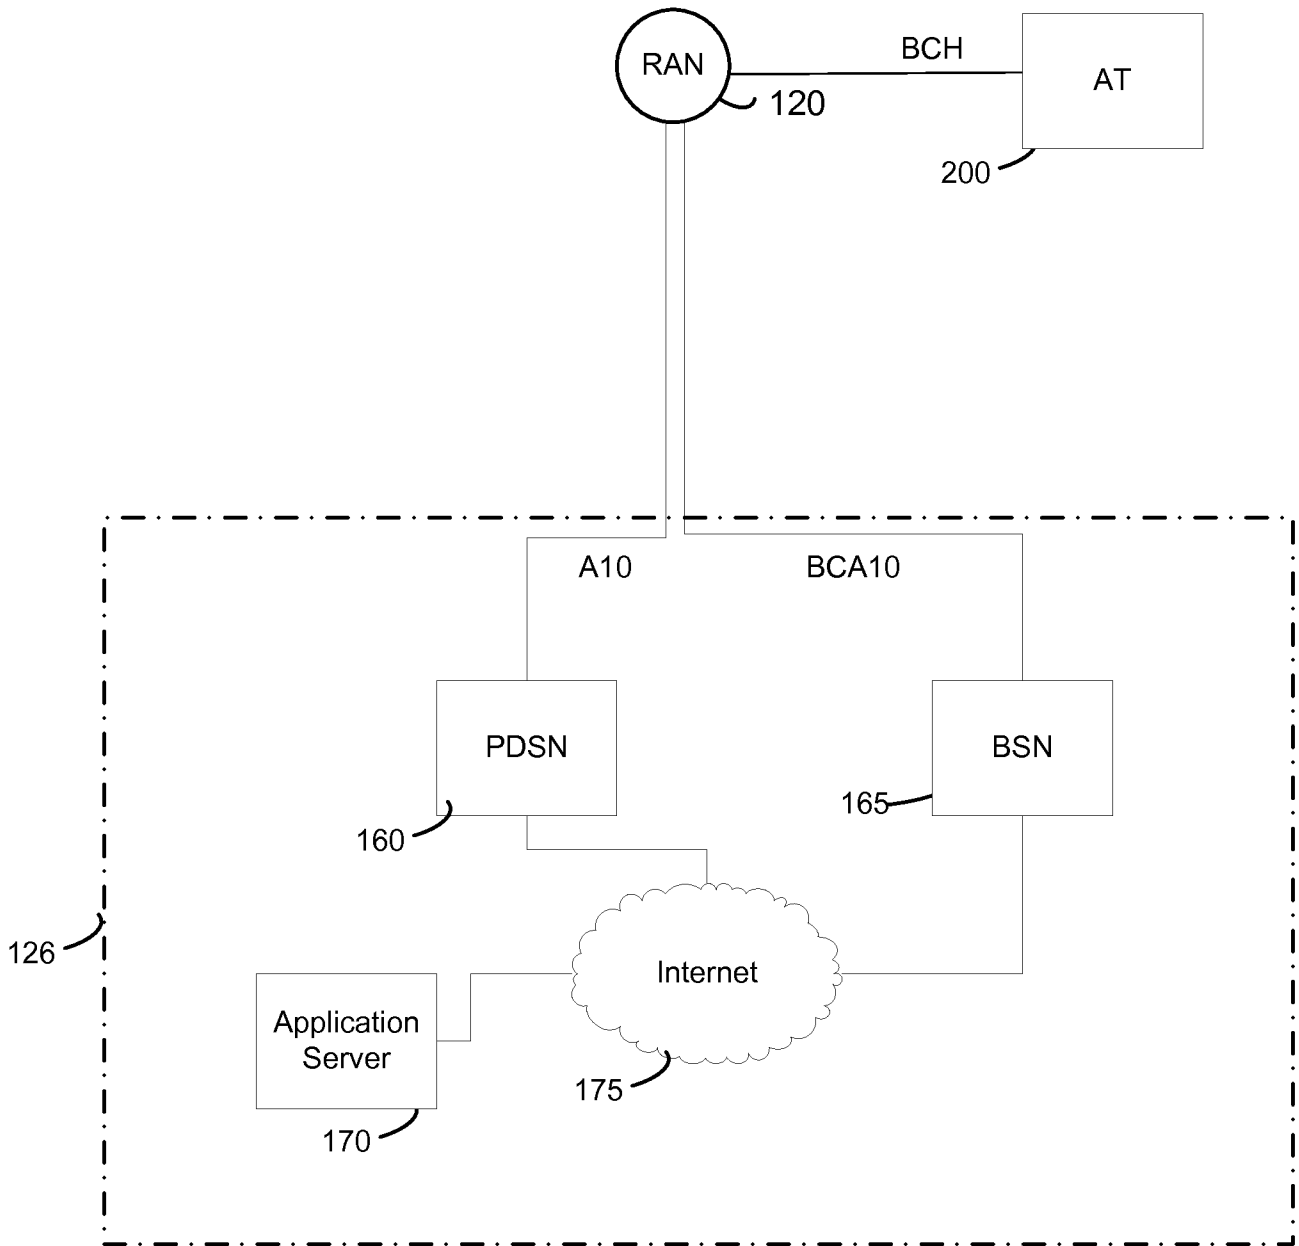 RAN
BCH
AT
120
200
A10
BCA10
PDSN
BSN
165
160
126
Internet
Application
Server
175
170